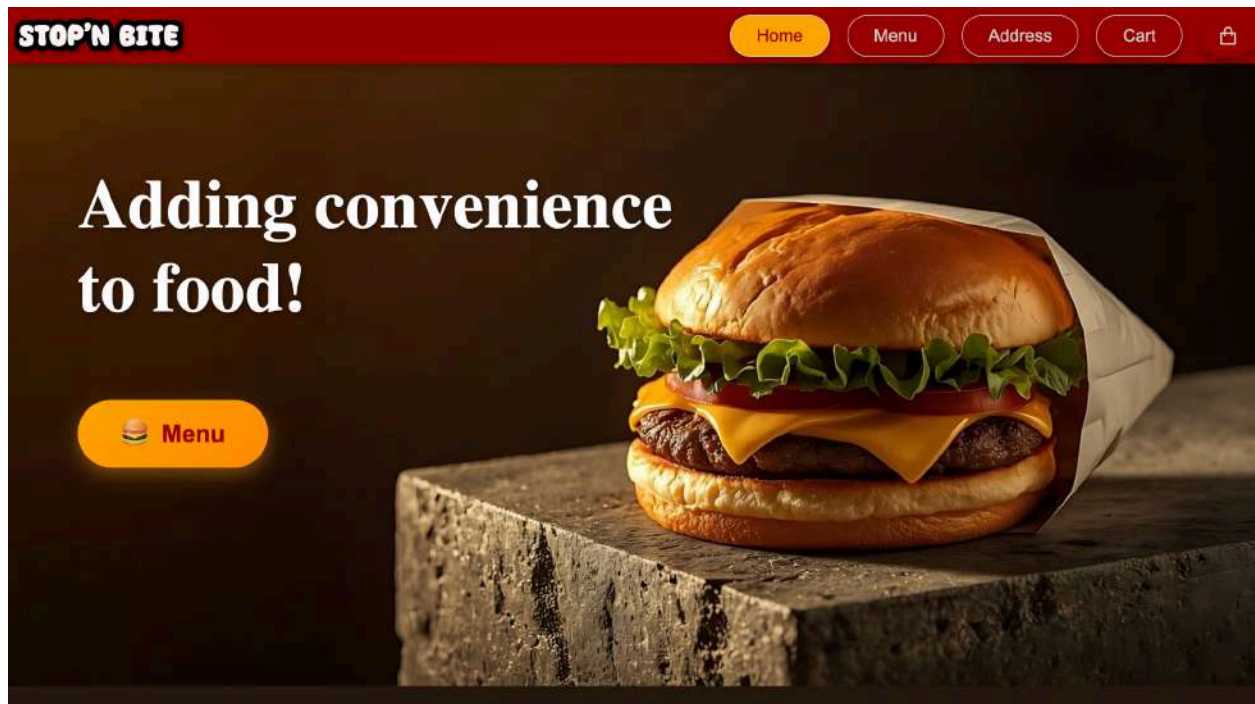 STOP'N BITE
Home
Menu
Address
Cart
Adding convenience
to food!
Menu